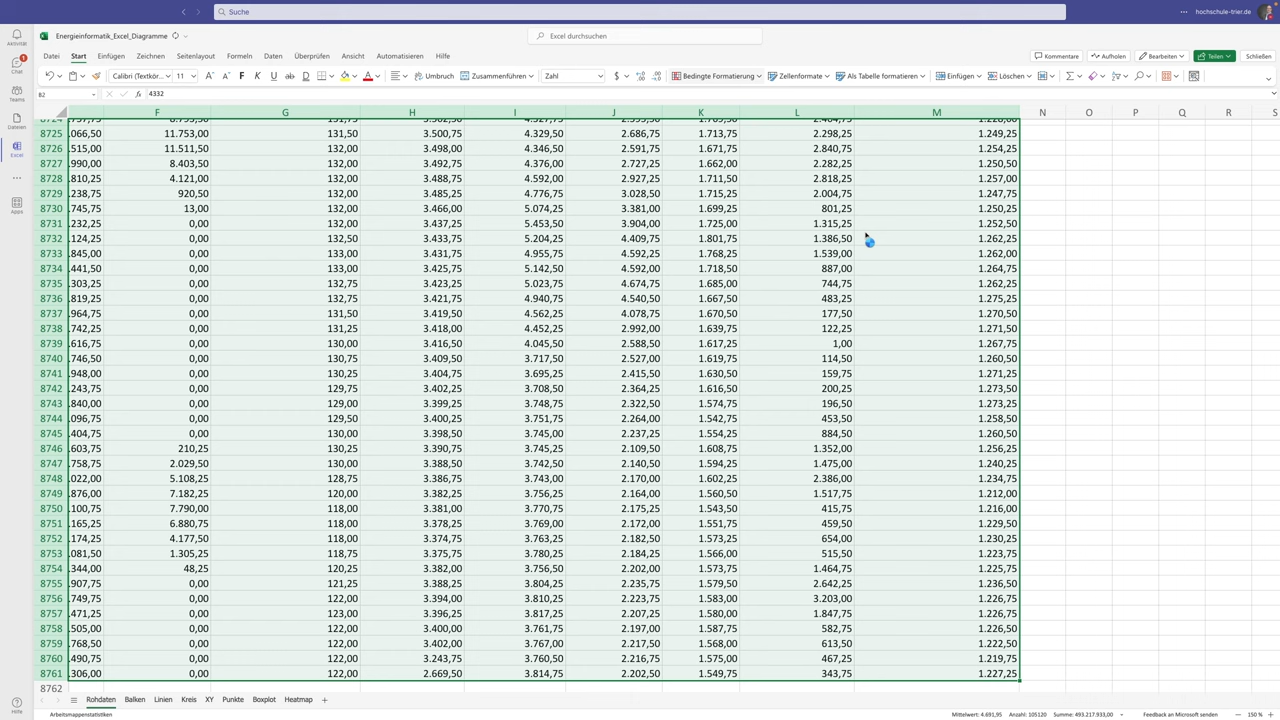 Suche
hochschule-trier.de
Energieinformatik_Excel_Diagramme
Excel durchsuchen
Datei Start Einfügen Zeichnen Seitenlayout Formeln Daten Überprüfen Ansicht Automatisieren Hilfe
Kommentare Aufholen Bearbeiten Teilen Schließen
Calibri (Textkör... 11 F K U ab D Umbruch Zusammenführen Zahl $ Bedingte Formatierung Zellenformate Als Tabelle formatieren Einfügen Löschen
B2 fx 4332
Aktivität
Chat
Teams
Dateien
Excel
Apps
Hilfe
F G H I J K L M N O P Q R S
8725 .066,50 11.753,00 131,50 3.500,75 4.329,50 2.686,75 1.713,75 2.298,25 1.249,25
8726 .515,00 11.511,50 132,00 3.498,00 4.346,50 2.591,75 1.671,75 2.840,75 1.254,25
8727 .990,00 8.403,50 132,00 3.492,75 4.376,00 2.727,25 1.662,00 2.282,25 1.250,50
8728 .810,25 4.121,00 132,00 3.488,75 4.592,00 2.927,25 1.711,50 2.818,25 1.257,00
8729 .238,75 920,50 132,00 3.485,25 4.776,75 3.028,50 1.715,25 2.004,75 1.247,75
8730 .745,75 13,00 132,00 3.466,00 5.074,25 3.381,00 1.699,25 801,25 1.250,25
8731 .232,25 0,00 132,00 3.437,25 5.453,50 3.904,00 1.725,00 1.315,25 1.252,50
8732 .124,25 0,00 132,50 3.433,75 5.204,25 4.409,75 1.801,75 1.386,50 1.262,25
8733 .845,00 0,00 133,00 3.431,75 4.955,75 4.592,25 1.768,25 1.539,00 1.262,00
8734 .441,50 0,00 133,00 3.425,75 5.142,50 4.592,00 1.718,50 887,00 1.264,75
8735 .303,25 0,00 132,75 3.423,25 5.023,75 4.674,75 1.685,00 744,75 1.262,25
8736 .819,25 0,00 132,75 3.421,75 4.940,75 4.540,50 1.667,50 483,25 1.275,25
8737 .964,75 0,00 131,50 3.419,50 4.562,25 4.078,75 1.670,50 177,50 1.270,50
8738 .742,25 0,00 131,25 3.418,00 4.452,25 2.992,00 1.639,75 122,25 1.271,50
8739 .616,75 0,00 130,00 3.416,50 4.045,50 2.588,50 1.617,25 1,00 1.267,75
8740 .746,50 0,00 130,75 3.409,50 3.717,50 2.527,00 1.619,75 114,50 1.260,50
8741 .948,00 0,00 130,25 3.404,75 3.695,25 2.415,50 1.630,50 159,75 1.271,25
8742 .243,75 0,00 129,75 3.402,25 3.708,50 2.364,25 1.616,50 200,25 1.273,50
8743 .840,00 0,00 129,00 3.399,25 3.748,75 2.322,50 1.574,75 196,50 1.273,25
8744 .096,75 0,00 129,50 3.400,25 3.751,75 2.264,00 1.542,75 453,50 1.258,50
8745 .404,75 0,00 130,00 3.398,50 3.745,00 2.237,25 1.554,25 884,50 1.260,50
8746 .603,75 210,25 130,25 3.390,75 3.745,25 2.109,50 1.608,75 1.352,00 1.256,25
8747 .758,75 2.029,50 130,00 3.388,50 3.742,50 2.140,50 1.594,25 1.475,00 1.240,25
8748 .022,00 5.108,25 128,75 3.386,75 3.743,00 2.170,00 1.602,25 2.386,00 1.234,75
8749 .876,00 7.182,25 120,00 3.382,25 3.756,25 2.164,00 1.560,50 1.517,75 1.212,00
8750 .100,75 7.790,00 118,00 3.381,00 3.770,75 2.175,25 1.543,50 415,75 1.216,00
8751 .165,25 6.880,75 118,00 3.378,25 3.769,00 2.172,00 1.551,75 459,50 1.229,50
8752 .174,25 4.177,50 118,00 3.374,75 3.763,25 2.182,50 1.573,25 654,00 1.230,25
8753 .081,50 1.305,25 118,75 3.375,75 3.780,25 2.184,25 1.566,00 515,50 1.223,75
8754 .344,00 48,25 120,25 3.382,00 3.756,50 2.202,00 1.573,75 1.464,75 1.225,75
8755 .907,75 0,00 121,25 3.388,25 3.804,25 2.235,75 1.579,50 2.642,25 1.236,50
8756 .749,75 0,00 122,00 3.394,00 3.810,25 2.223,75 1.583,00 3.203,00 1.226,75
8757 .471,25 0,00 123,00 3.396,25 3.817,25 2.207,25 1.580,00 1.847,75 1.226,75
8758 .505,00 0,00 122,00 3.400,00 3.761,75 2.197,00 1.587,75 582,75 1.226,50
8759 .768,50 0,00 122,00 3.402,00 3.767,00 2.217,50 1.568,00 613,50 1.222,50
8760 .490,75 0,00 122,00 3.243,75 3.760,50 2.216,75 1.575,00 467,25 1.219,75
8761 .306,00 0,00 122,00 2.669,50 3.814,75 2.202,50 1.549,75 343,75 1.227,25
8762
Rohdaten Balken Linien Kreis XY Punkte Boxplot Heatmap
Arbeitsmappenstatistiken Mittelwert: 4.691,95 Anzahl: 105120 Summe: 493.217.933,00 Feedback an Microsoft senden 150 %